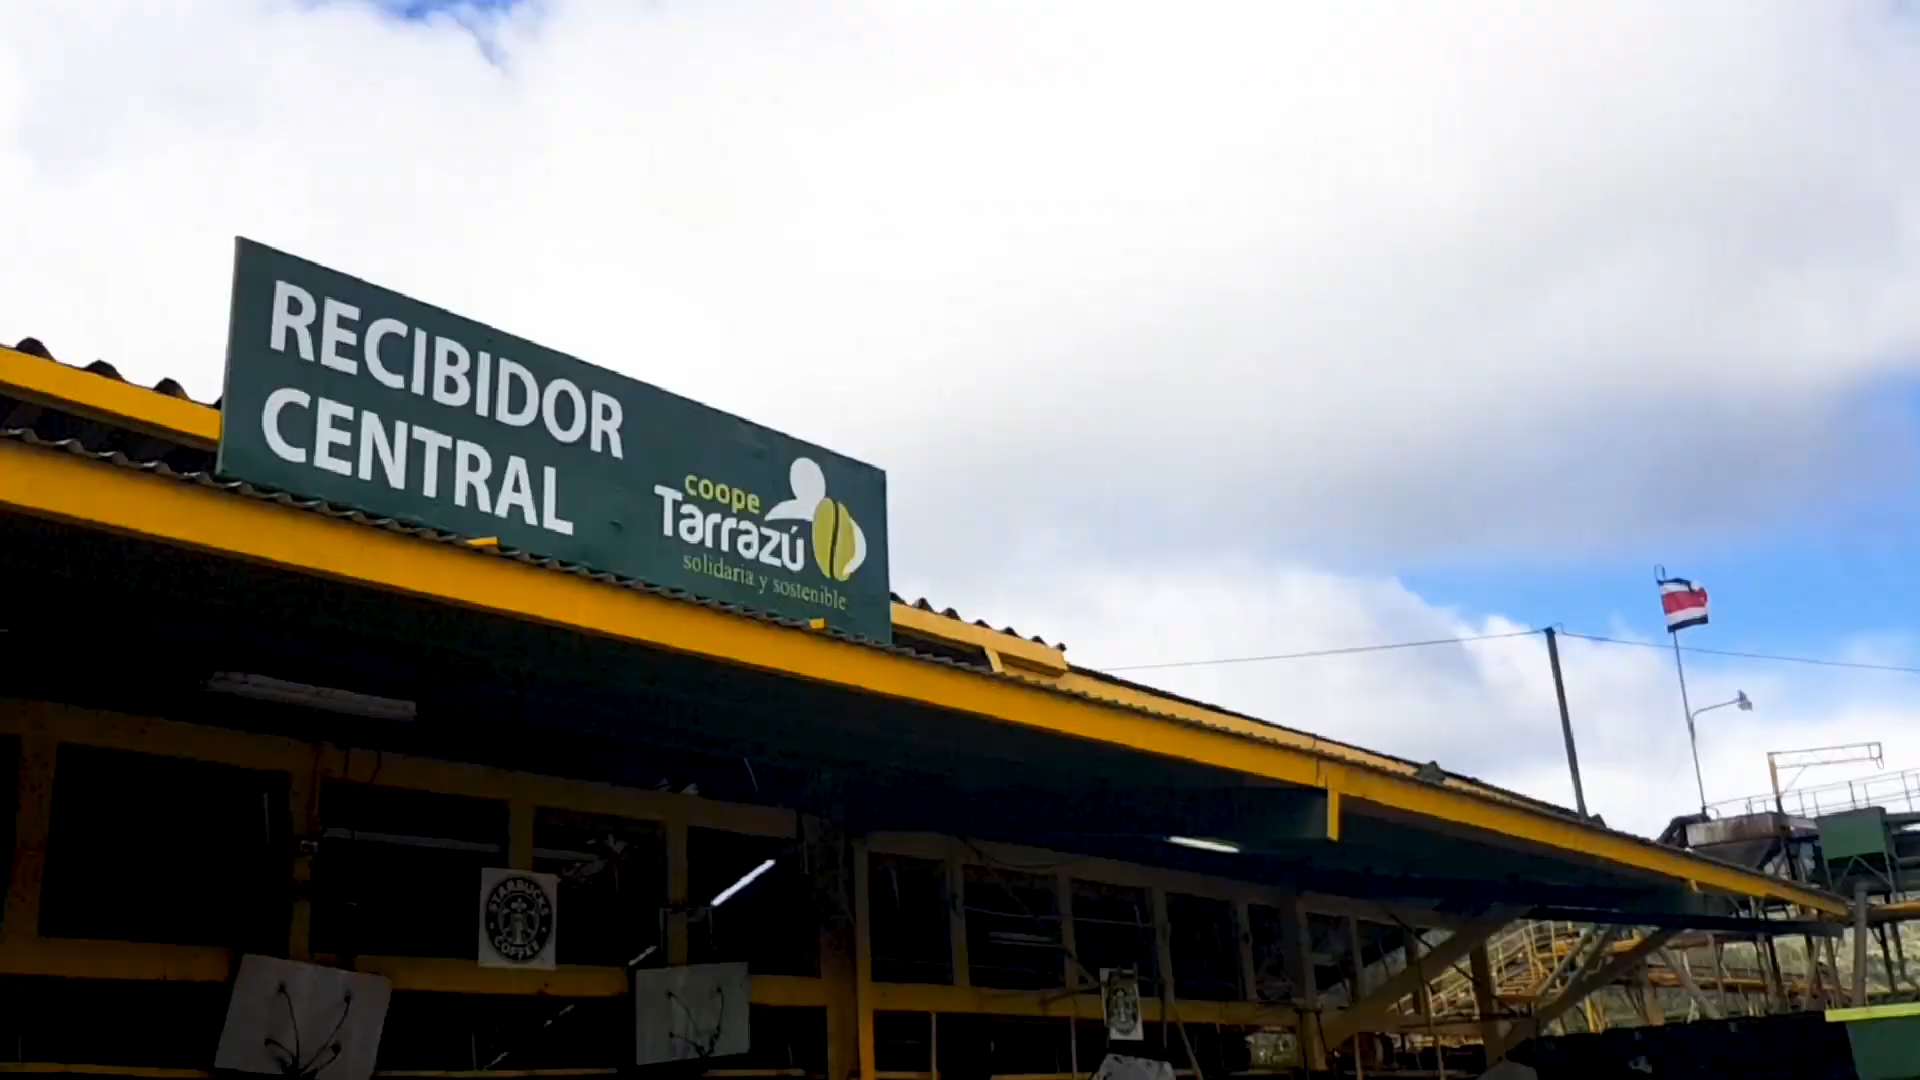 RECIBIDOR
CENTRAL
coope
Tarrazú
solidaria y sostenible
STARBUCKS
COFFEE